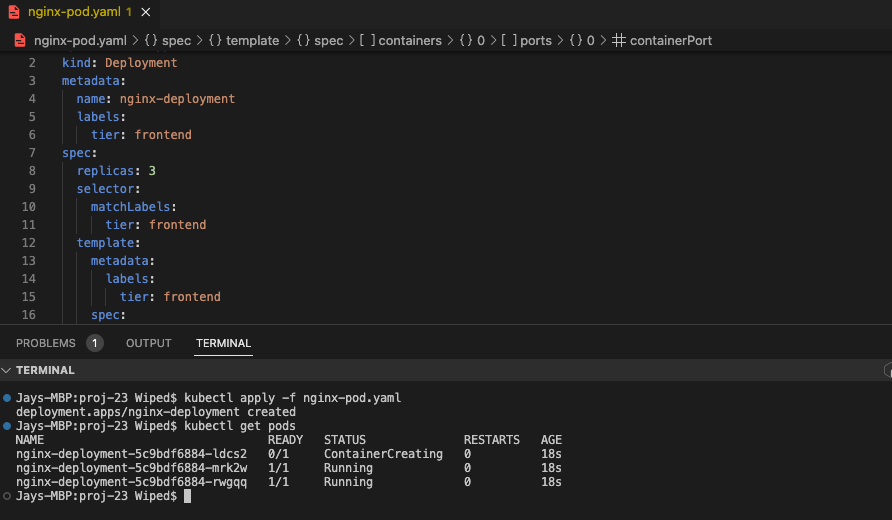 nginx-pod.yaml 1
nginx-pod.yaml > {} spec > {} template > {} spec > [ ] containers > {} 0 > [ ] ports > {} 0 > containerPort
2 kind: Deployment
3 metadata:
4 name: nginx-deployment
5 labels:
6 tier: frontend
7 spec:
8 replicas: 3
9 selector:
10 matchLabels:
11 tier: frontend
12 template:
13 metadata:
14 labels:
15 tier: frontend
16 spec:
PROBLEMS 1 OUTPUT TERMINAL
TERMINAL
Jays-MBP:proj-23 Wiped$ kubectl apply -f nginx-pod.yaml
deployment.apps/nginx-deployment created
Jays-MBP:proj-23 Wiped$ kubectl get pods
NAME READY STATUS RESTARTS AGE
nginx-deployment-5c9bdf6884-ldcs2 0/1 ContainerCreating 0 18s
nginx-deployment-5c9bdf6884-mrk2w 1/1 Running 0 18s
nginx-deployment-5c9bdf6884-rwgqq 1/1 Running 0 18s
Jays-MBP:proj-23 Wiped$